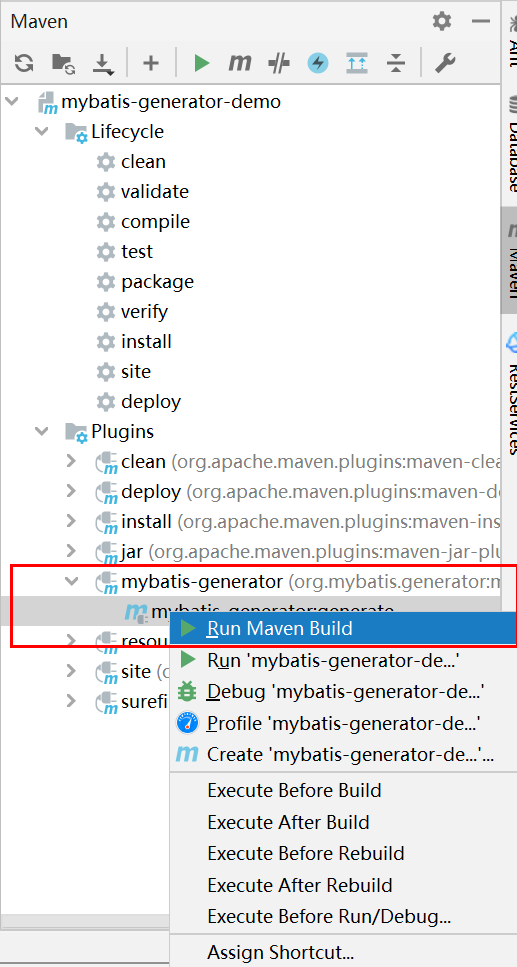 Maven
mybatis-generator-demo
Lifecycle
clean
validate
compile
test
package
verify
install
site
deploy
Plugins
clean (org.apache.maven.plugins:maven-clea
deploy (org.apache.maven.plugins:maven-de
install (org.apache.maven.plugins:maven-ins
jar (org.apache.maven.plugins:maven-jar-plu
mybatis-generator (org.mybatis.generator:m
mybatis-generator:generate
Run Maven Build
resou
Run 'mybatis-generator-de...'
site (o
Debug 'mybatis-generator-de...'
surefi
Profile 'mybatis-generator-de...'
Create 'mybatis-generator-de...'...
Execute Before Build
Execute After Build
Execute Before Rebuild
Execute After Rebuild
Execute Before Run/Debug...
Assign Shortcut...
Ant
Database
Maven
RestServices